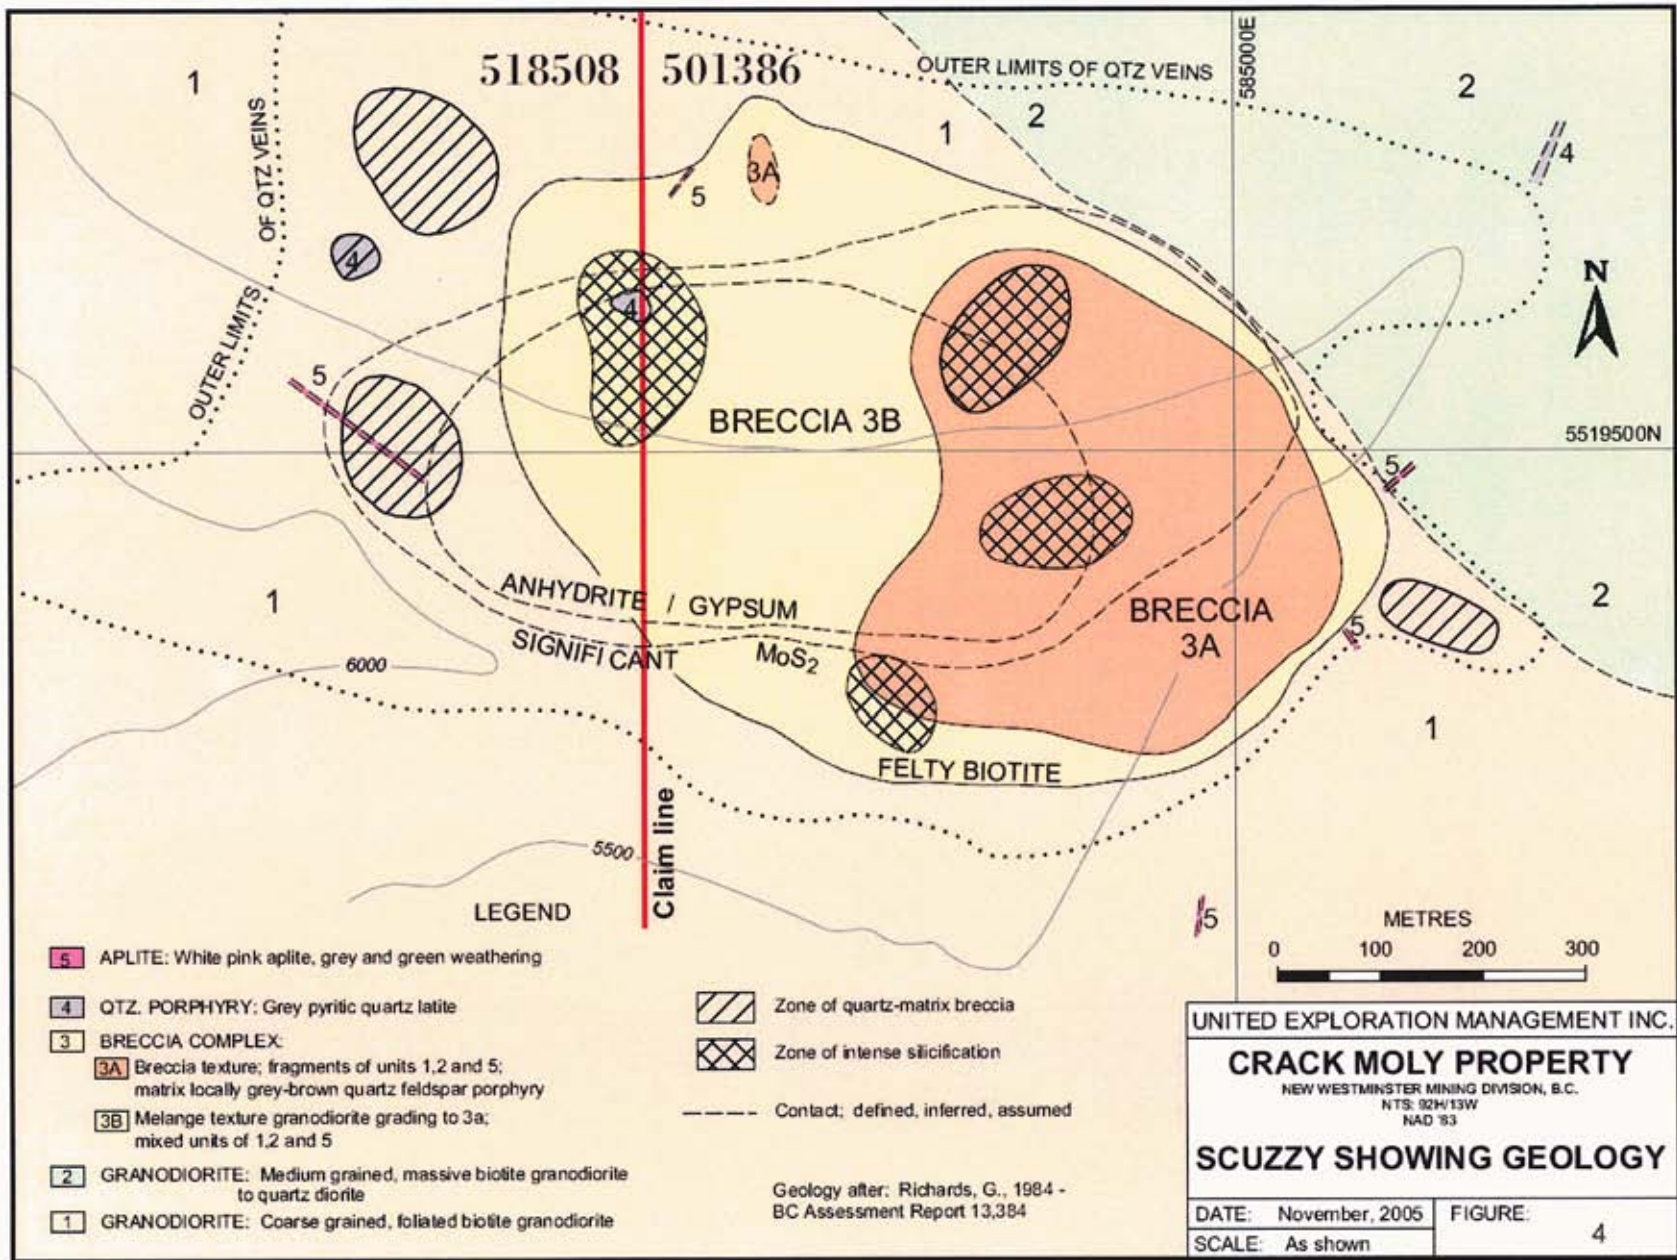 518508 501386
OUTER LIMITS OF QTZ VEINS
585000E
1
2
2
1
OF QTZ VEINS
OUTER LIMITS
3A
5
4
4
4
N
5
BRECCIA 3B
5519500N
5
ANHYDRITE / GYPSUM
SIGNIFI CANT MoS2
BRECCIA
3A
1
2
5
6000
1
FELTY BIOTITE
Claim line
5500
5
METRES
0 100 200 300
LEGEND
5 APLITE: White pink aplite, grey and green weathering
4 QTZ. PORPHYRY: Grey pyritic quartz latite
3 BRECCIA COMPLEX:
3A Breccia texture; fragments of units 1,2 and 5;
matrix locally grey-brown quartz feldspar porphyry
3B Melange texture granodiorite grading to 3a;
mixed units of 1,2 and 5
2 GRANODIORITE: Medium grained, massive biotite granodiorite
to quartz diorite
1 GRANODIORITE: Coarse grained, foliated biotite granodiorite
Zone of quartz-matrix breccia
Zone of intense silicification
Contact; defined, inferred, assumed
Geology after: Richards, G., 1984 -
BC Assessment Report 13,384
UNITED EXPLORATION MANAGEMENT INC.
CRACK MOLY PROPERTY
NEW WESTMINSTER MINING DIVISION, B.C.
NTS: 92H/13W
NAD '83
SCUZZY SHOWING GEOLOGY
DATE: November, 2005
FIGURE: 4
SCALE: As shown